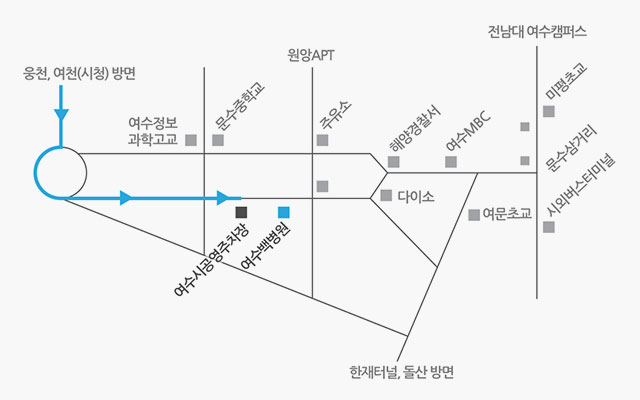 전남대 여수캠퍼스
원앙APT
웅천, 여천(시청) 방면
미평초교
여수정보
과학고교
문수중학교
주유소
해양경찰서
여수MBC
문수삼거리
다이소
여문초교
시외버스터미널
여수시공영주차장
여수백병원
한재터널, 돌산 방면